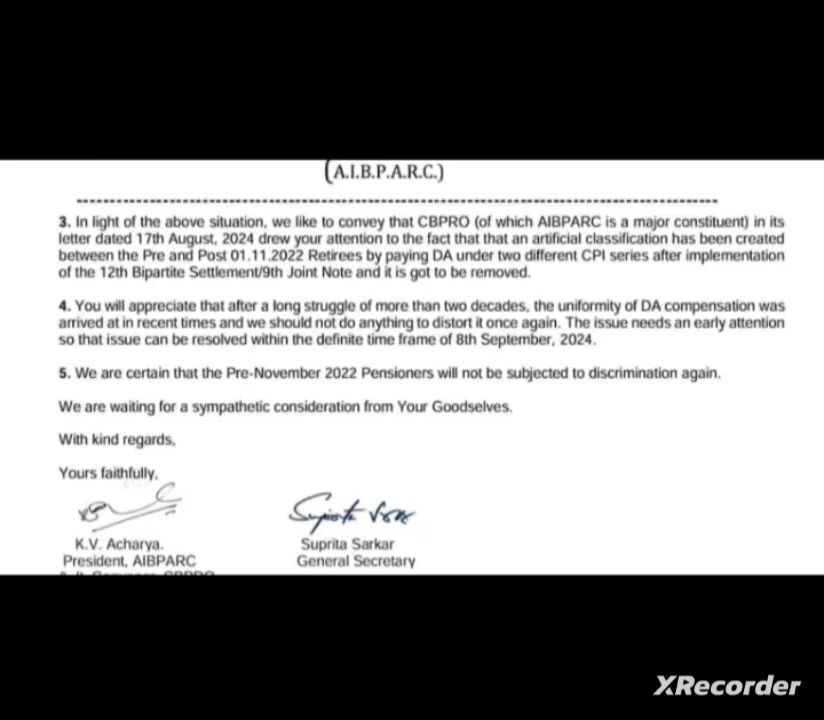 (A.I.B.P.A.R.C.)
3. In light of the above situation, we like to convey that CBPRO (of which AIBPARC is a major constituent) in its
letter dated 17th August, 2024 drew your attention to the fact that that an artificial classification has been created
between the Pre and Post 01.11.2022 Retirees by paying DA under two different CPI series after implementation
of the 12th Bipartite Settlement/9th Joint Note and it is got to be removed.
4. You will appreciate that after a long struggle of more than two decades, the uniformity of DA compensation was
arrived at in recent times and we should not do anything to distort it once again. The issue needs an early attention
so that issue can be resolved within the definite time frame of 8th September, 2024.
5. We are certain that the Pre-November 2022 Pensioners will not be subjected to discrimination again.
We are waiting for a sympathetic consideration from Your Goodselves.
With kind regards,
Yours faithfully,
K.V. Acharya. Suprita Sarkar
President, AIBPARC General Secretary
XRecorder